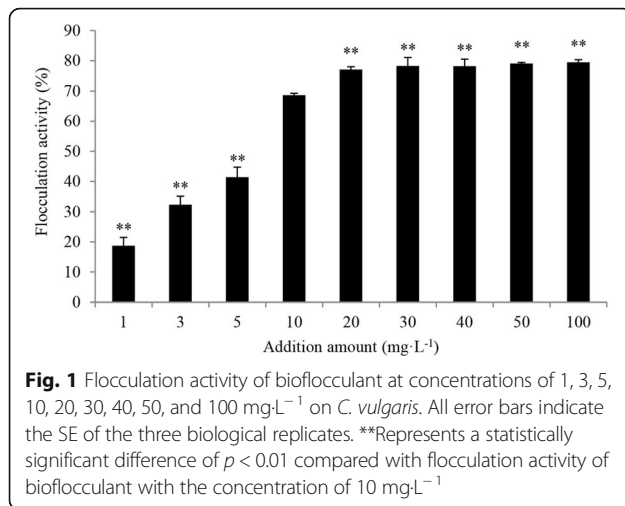 90
80
70
60
50
40
30
20
10
0
Flocculation activity (%)
** ** ** ** ** ** ** **
1 3 5 10 20 30 40 50 100
Addition amount (mg·L-1)
Fig. 1 Flocculation activity of bioflocculant at concentrations of 1, 3, 5,
10, 20, 30, 40, 50, and 100 mg·L− 1 on C. vulgaris. All error bars indicate
the SE of the three biological replicates. **Represents a statistically
significant difference of p < 0.01 compared with flocculation activity of
bioflocculant with the concentration of 10 mg·L− 1